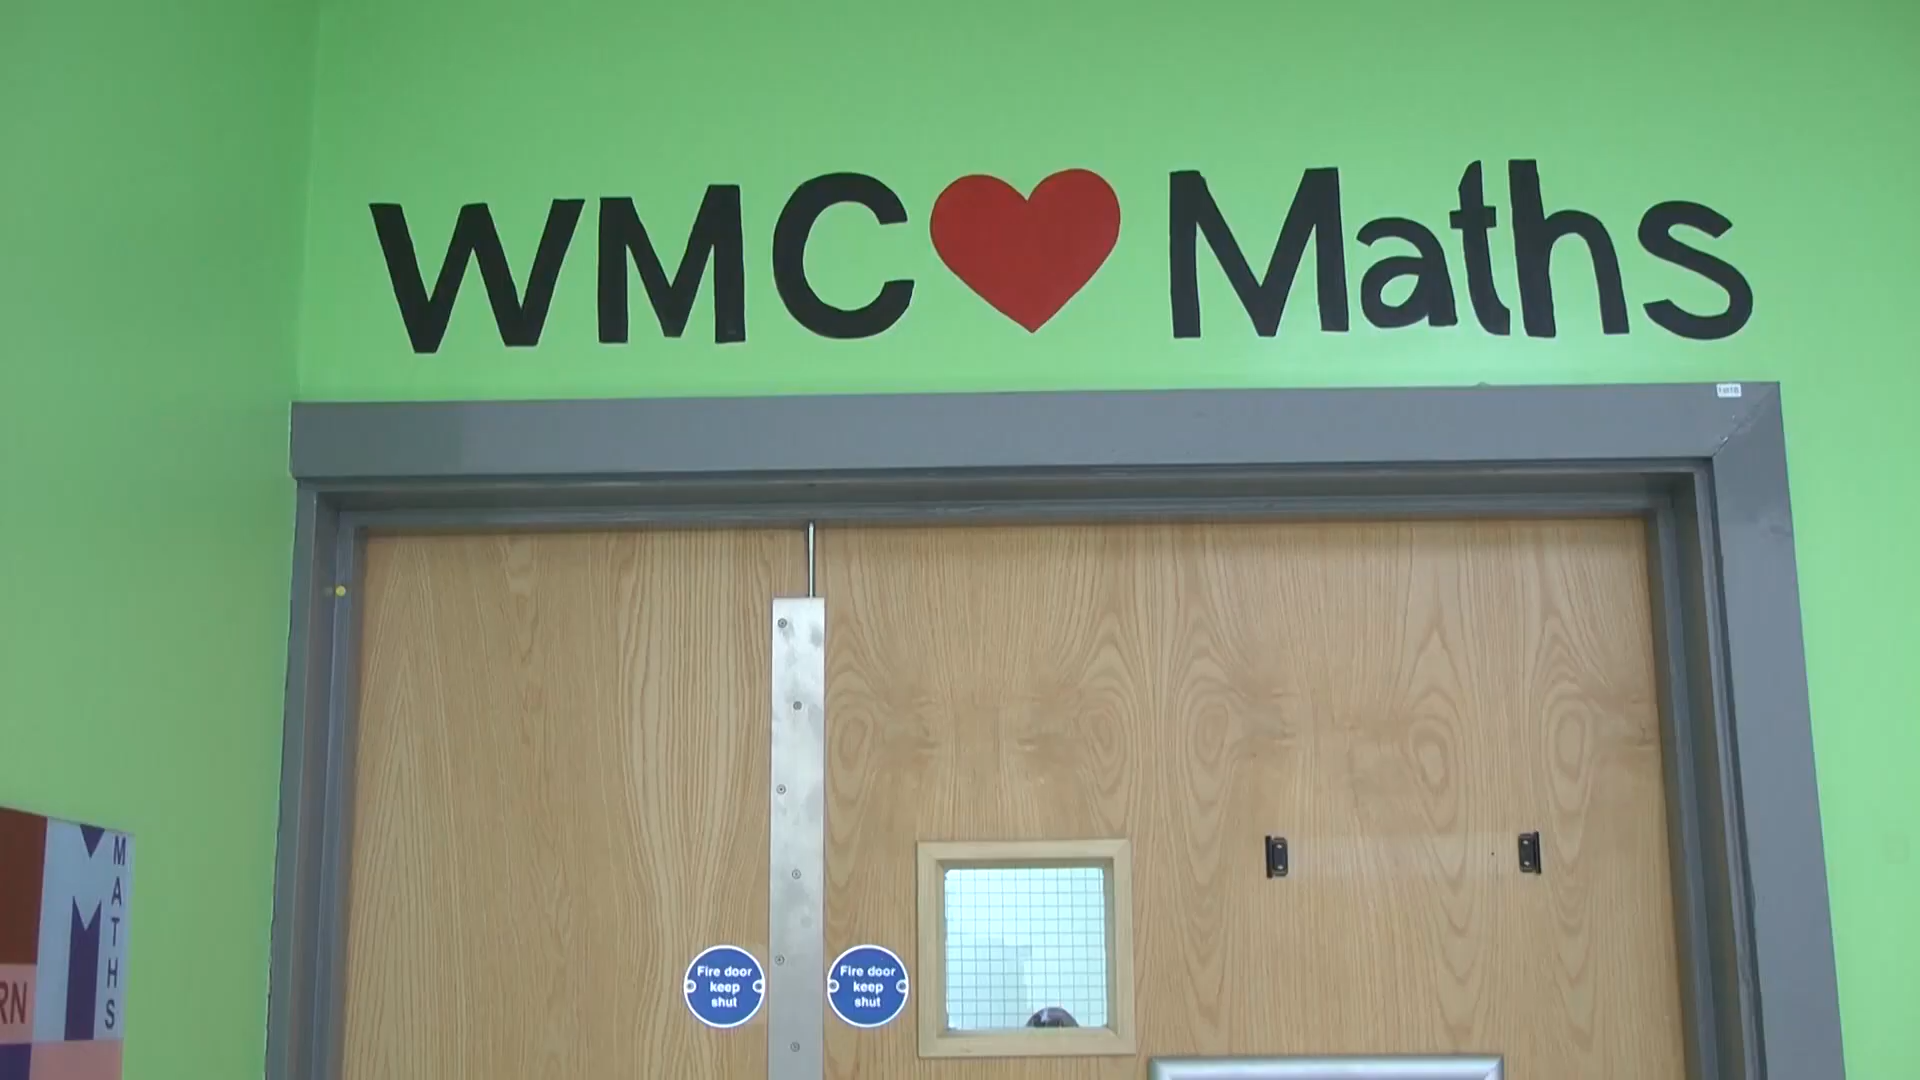 WMC Maths
MATHS
RN
Fire door
keep
shut
Fire door
keep
shut